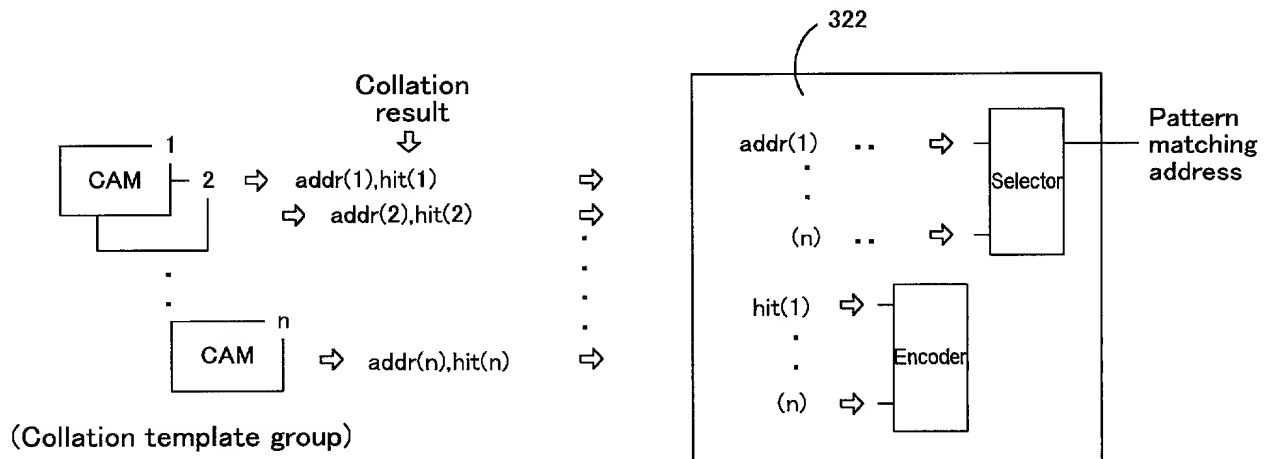 322
Collation
result
1
CAM
2
addr(1),hit(1)
addr(2),hit(2)
n
CAM
addr(n),hit(n)
(Collation template group)
addr(1)
(n)
Selector
Pattern
matching
address
hit(1)
(n)
Encoder